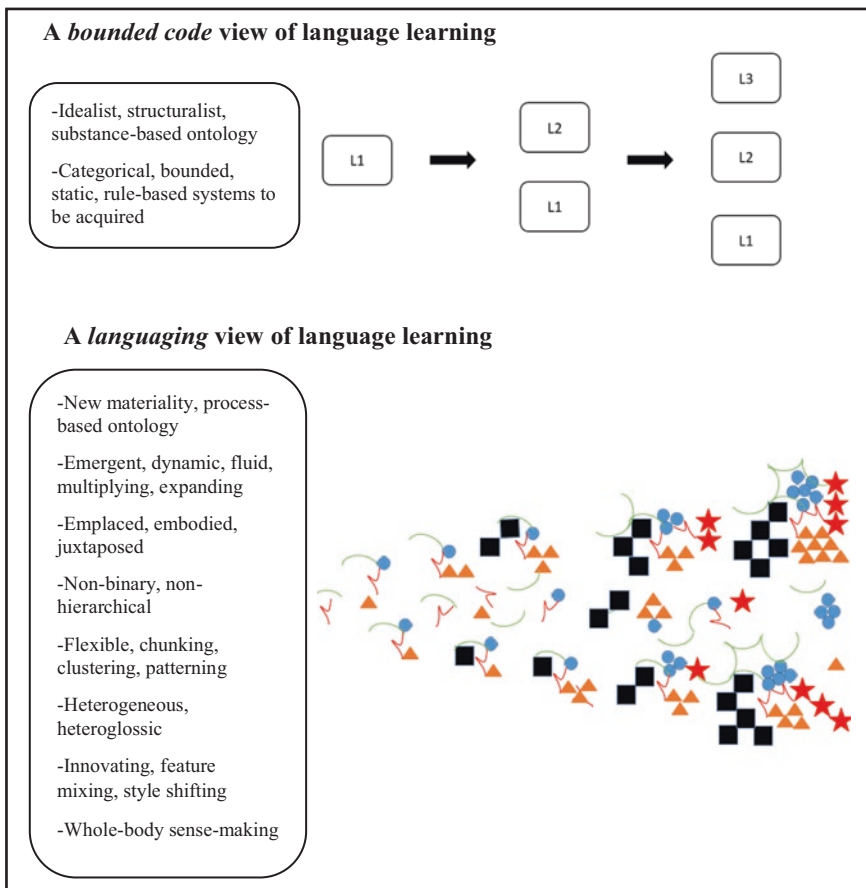 A bounded code view of language learning
-Idealist, structuralist,
substance-based ontology
-Categorical, bounded,
static, rule-based systems to
be acquired
L1
L2
L1
L3
L2
L1
A languaging view of language learning
-New materiality, process-
based ontology
-Emergent, dynamic, fluid,
multiplying, expanding
-Emplaced, embodied,
juxtaposed
-Non-binary, non-
hierarchical
-Flexible, chunking,
clustering, patterning
-Heterogeneous,
heteroglossic
-Innovating, feature
mixing, style shifting
-Whole-body sense-making